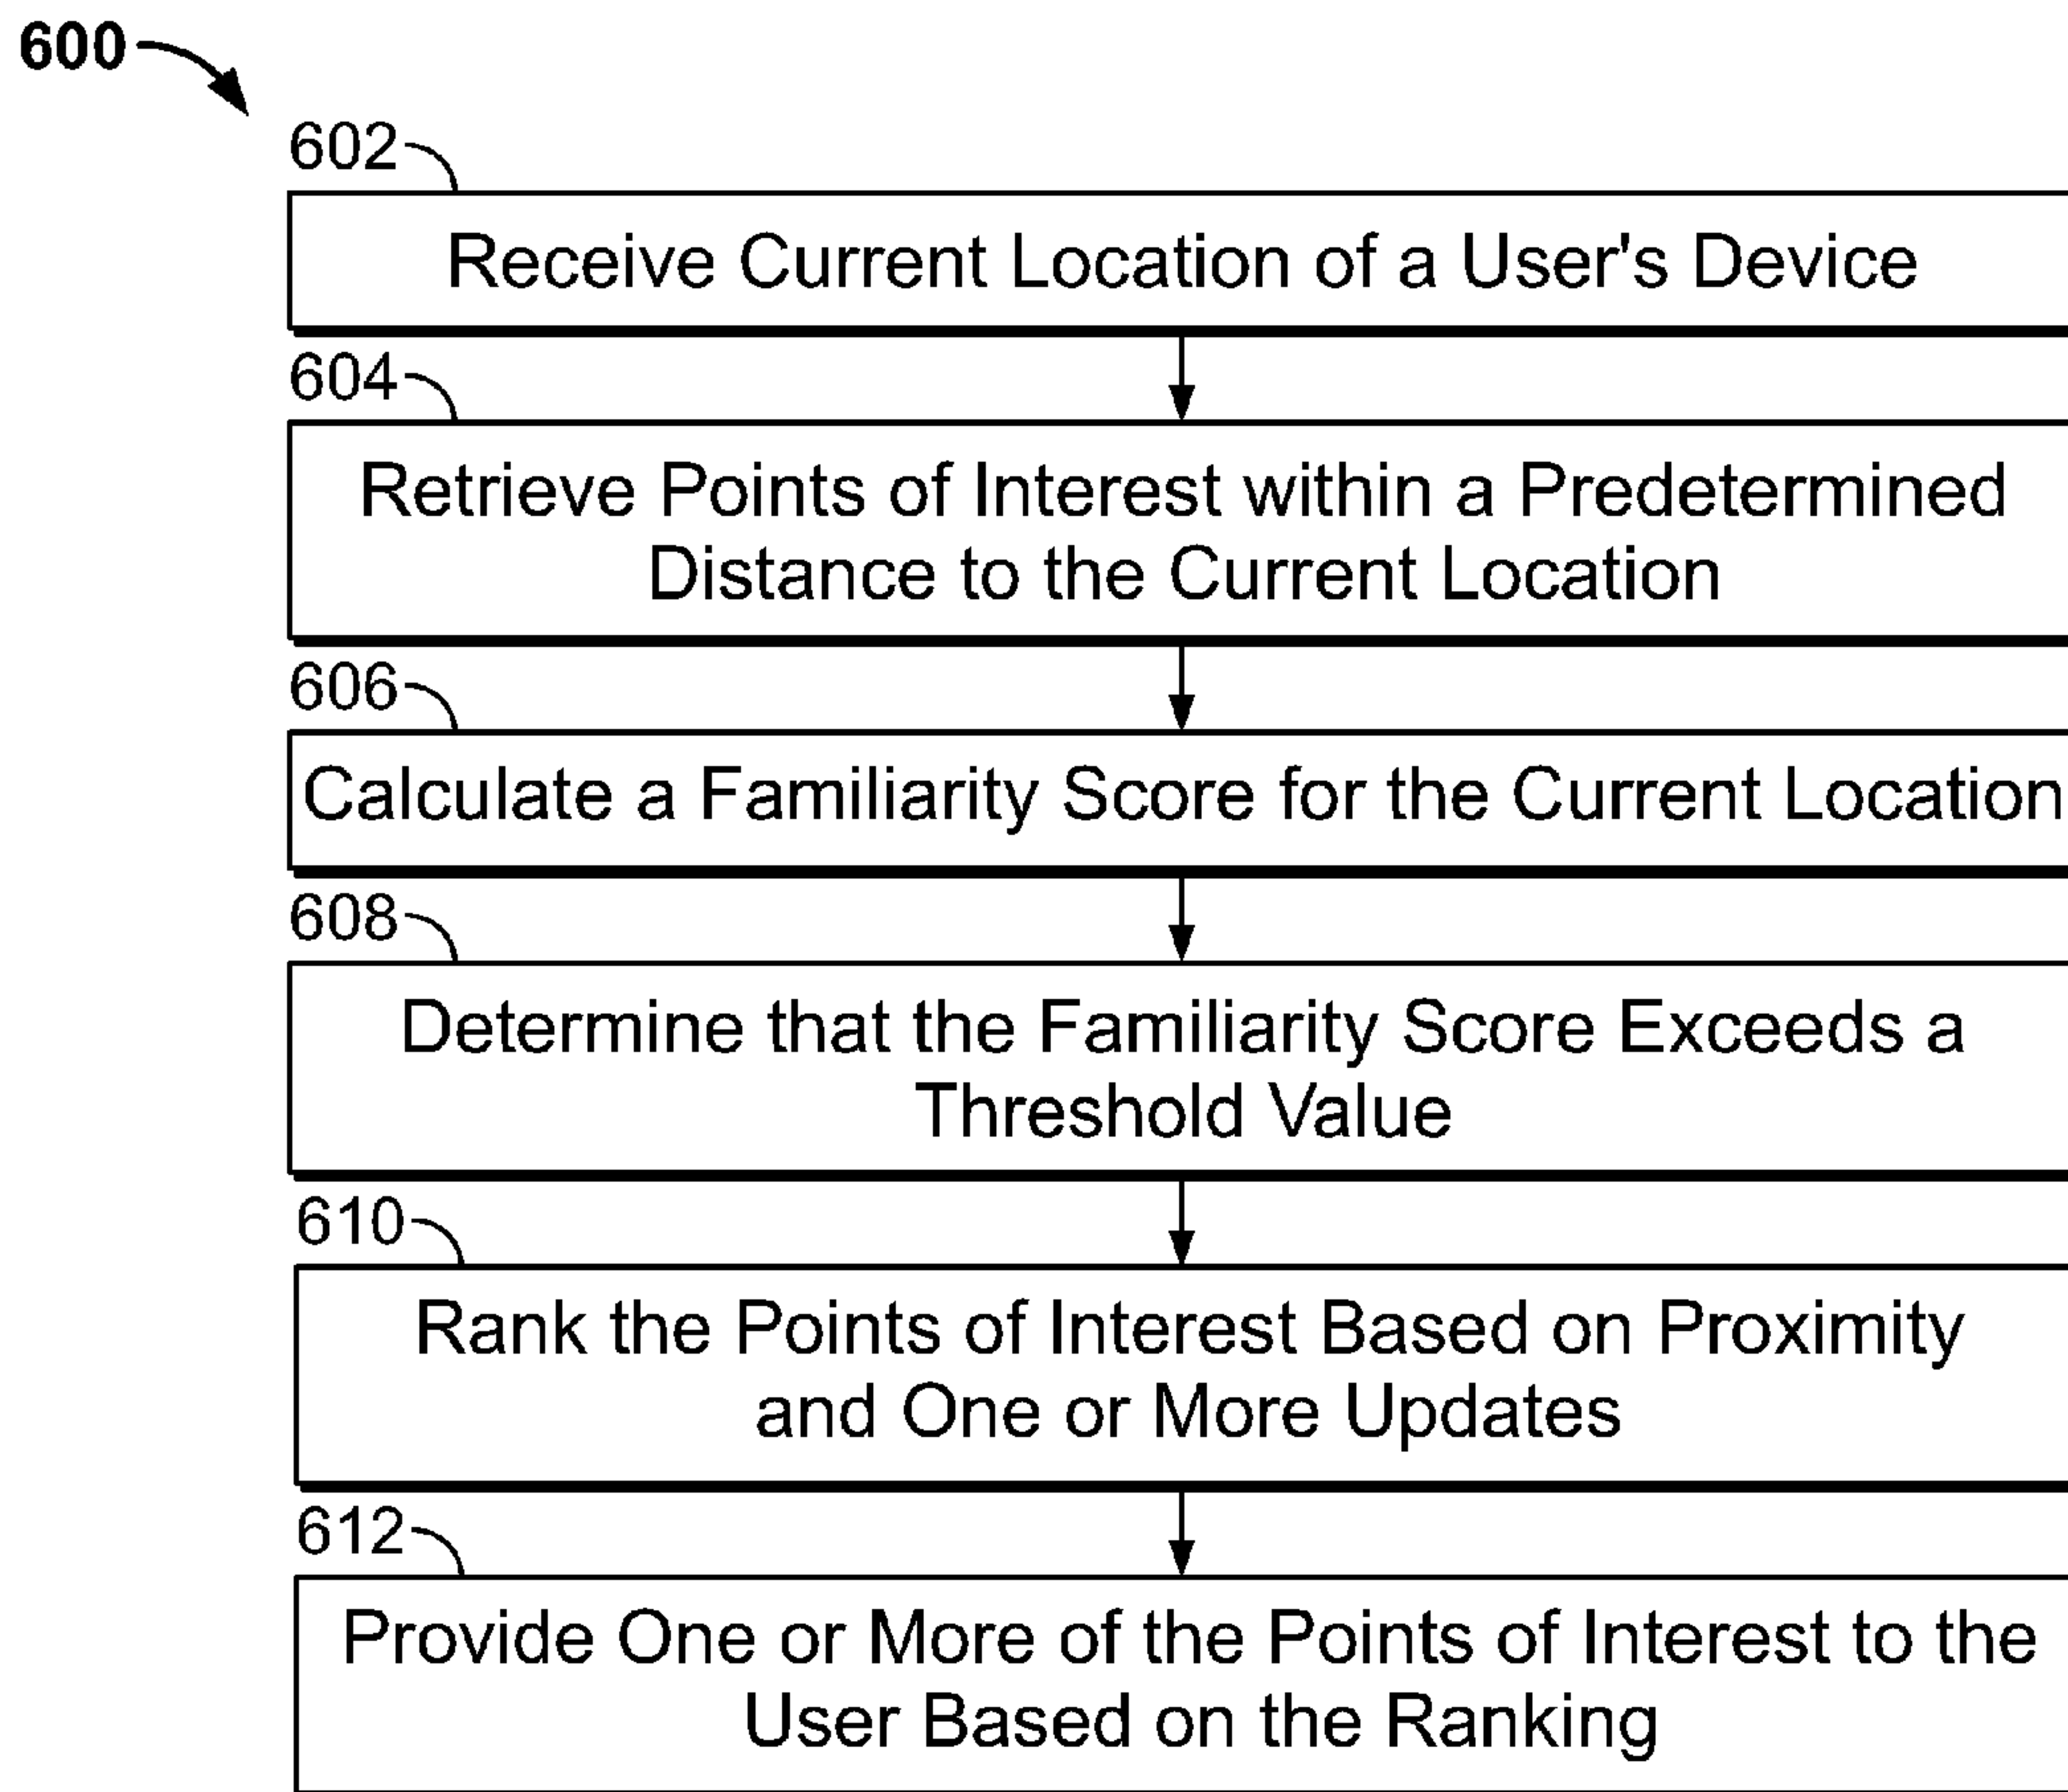 600
602
Receive Current Location of a User's Device
604
Retrieve Points of Interest within a Predetermined
Distance to the Current Location
606
Calculate a Familiarity Score for the Current Location
608
Determine that the Familiarity Score Exceeds a
Threshold Value
610
Rank the Points of Interest Based on Proximity
and One or More Updates
612
Provide One or More of the Points of Interest to the
User Based on the Ranking